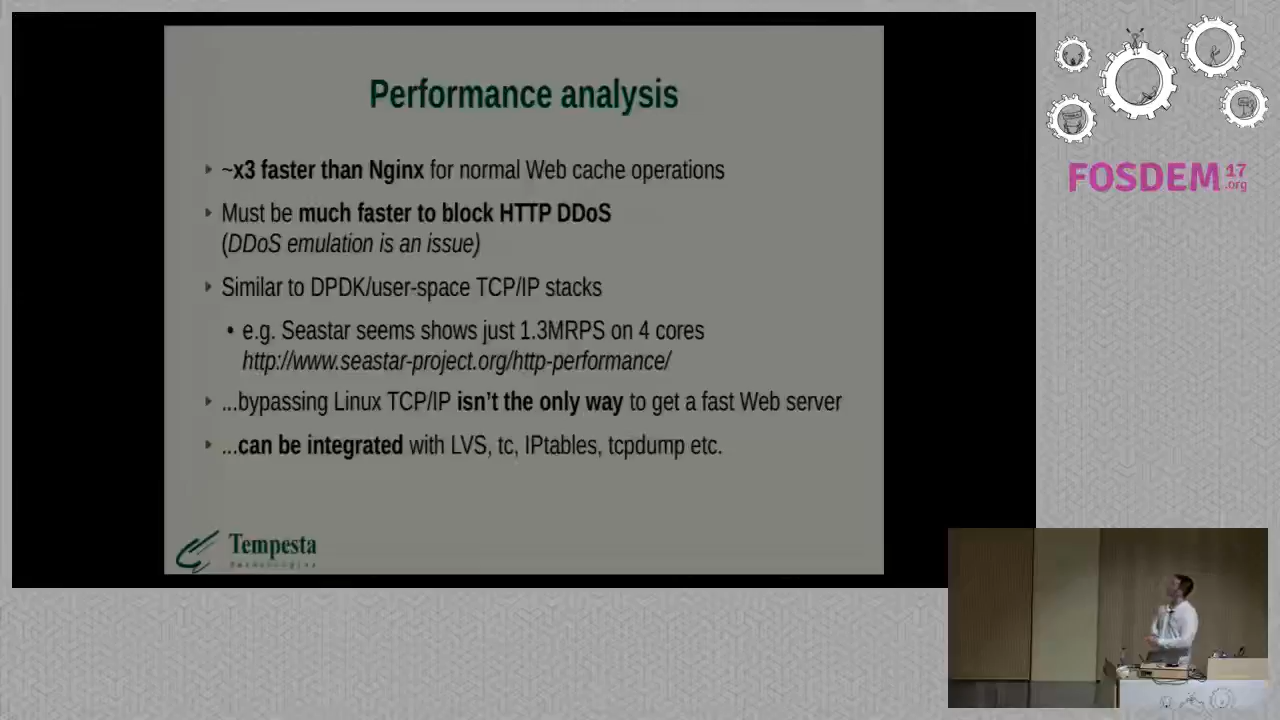 Performance analysis
~x3 faster than Nginx for normal Web cache operations
Must be much faster to block HTTP DDoS
(DDoS emulation is an issue)
Similar to DPDK/user-space TCP/IP stacks
e.g. Seastar seems shows just 1.3MRPS on 4 cores
http://www.seastar-project.org/http-performance/
...bypassing Linux TCP/IP isn't the only way to get a fast Web server
...can be integrated with LVS, tc, IPtables, tcpdump etc.
Tempesta
FOSDEM 17
.org